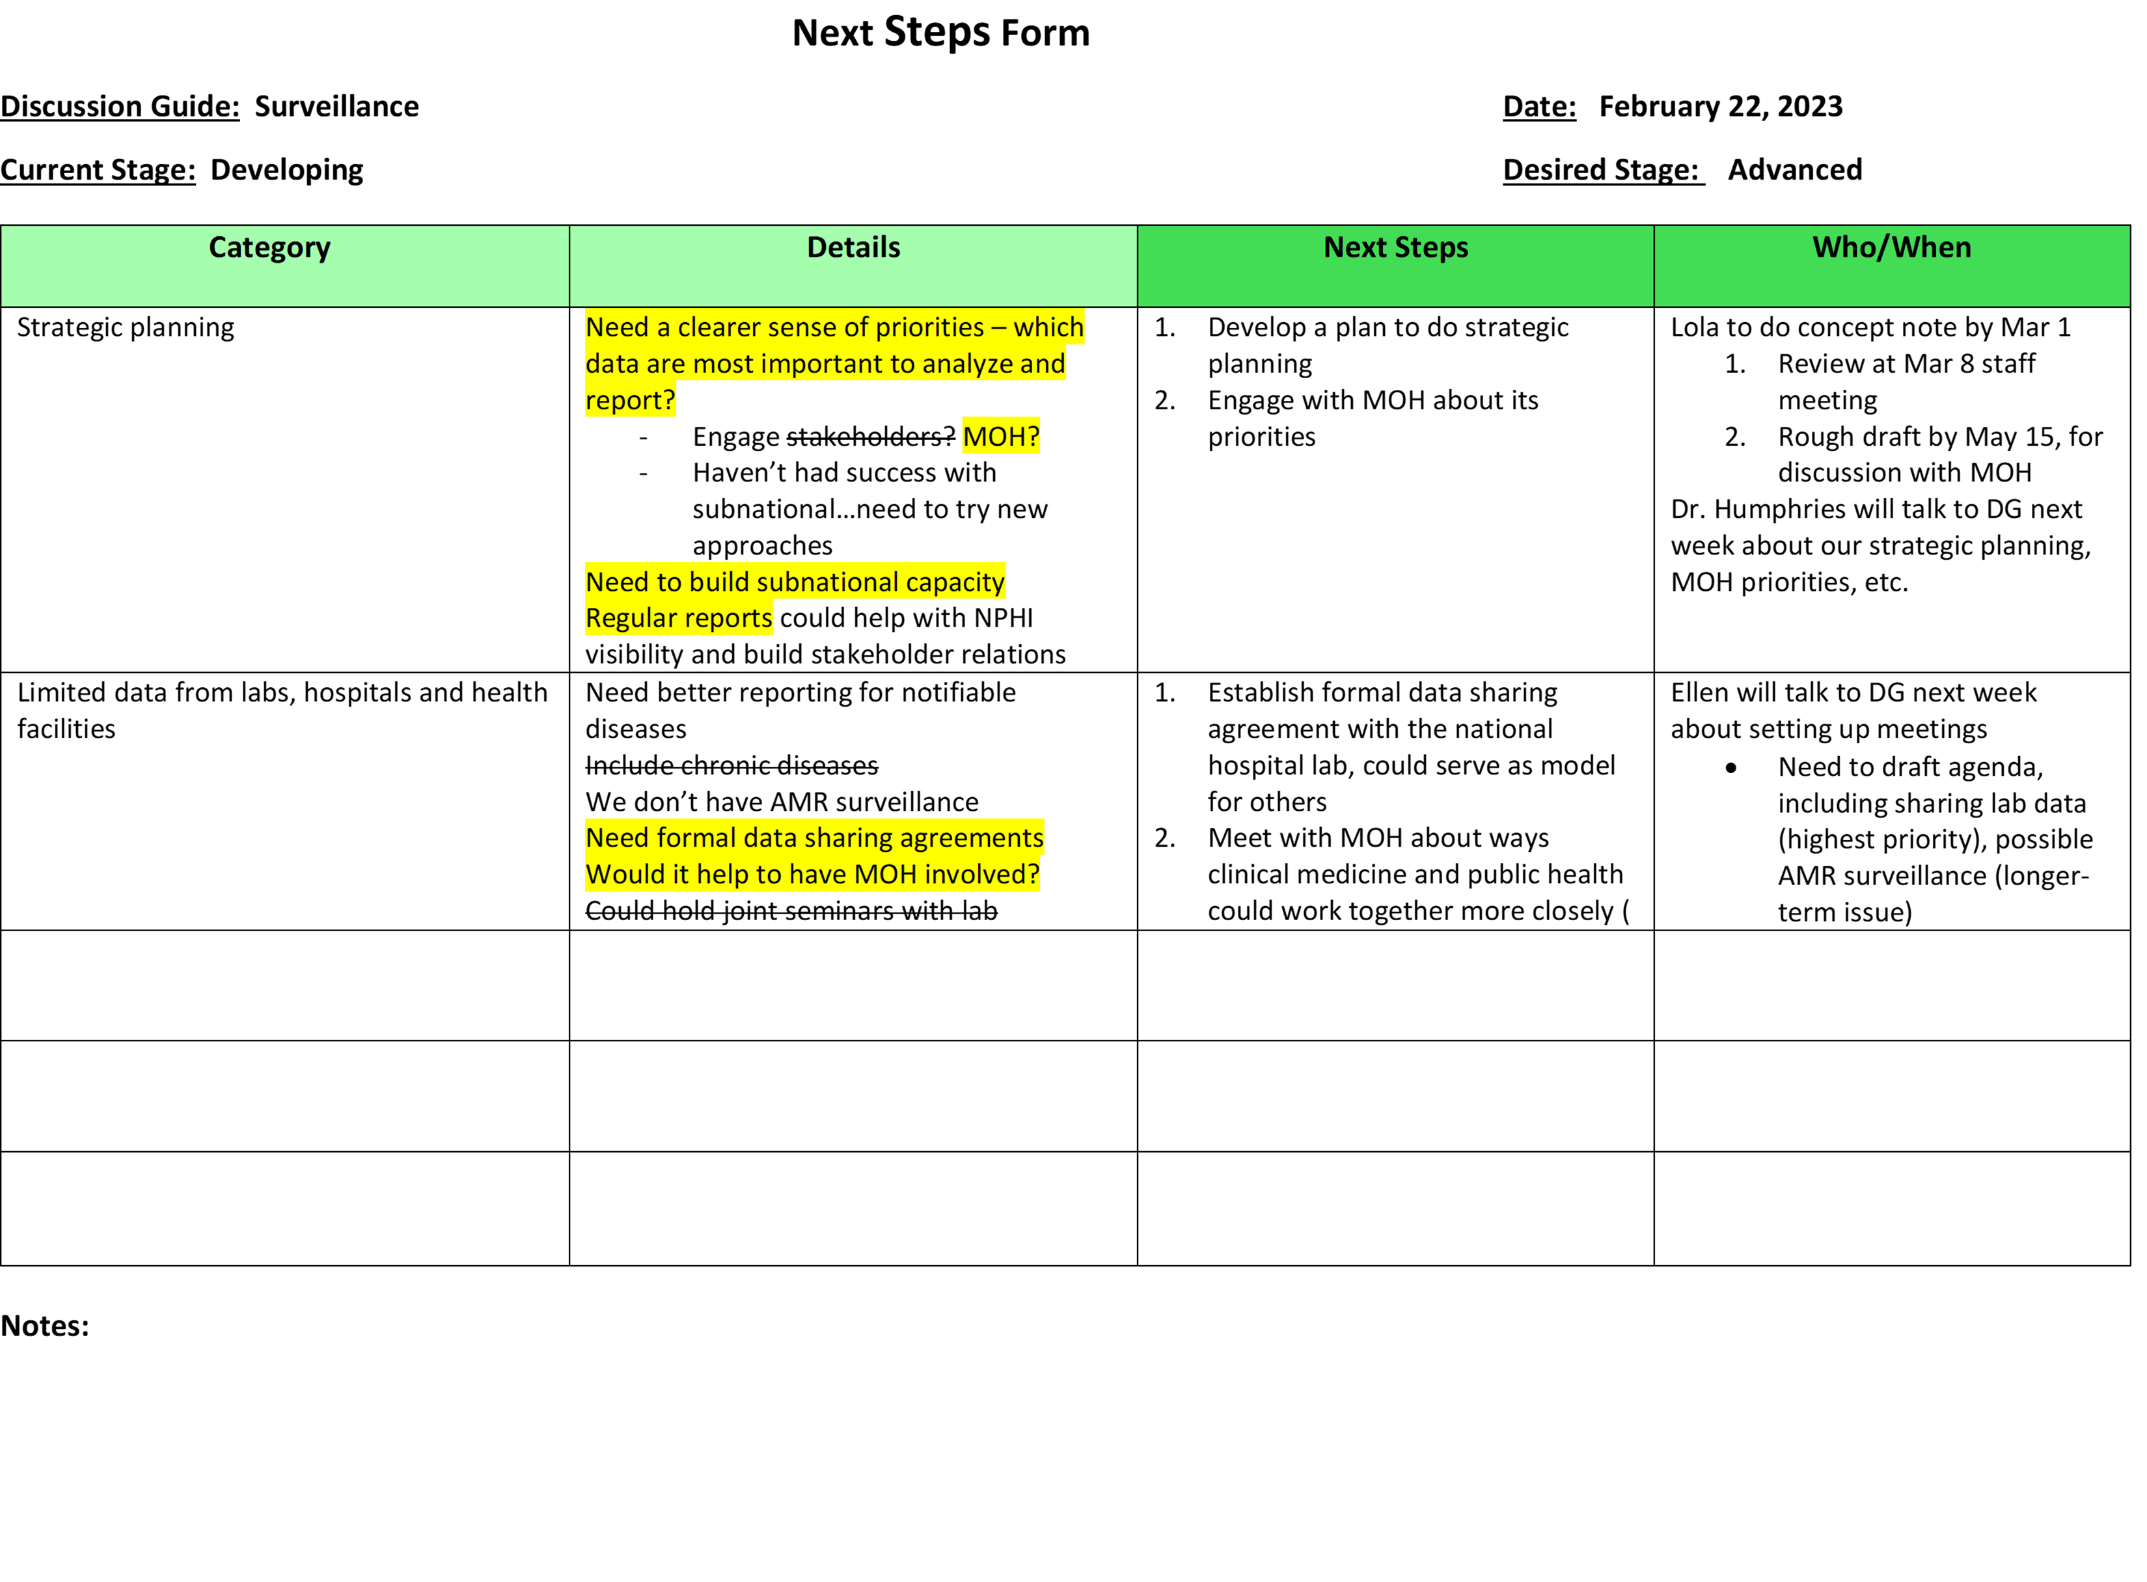 Next Steps Form
Discussion Guide: Surveillance
Date: February 22, 2023
Current Stage: Developing
Desired Stage: Advanced
Category
Details
Next Steps
Who/When
Strategic planning
Need a clearer sense of priorities – which
data are most important to analyze and
report?
- Engage stakeholders? MOH?
- Haven’t had success with
subnational…need to try new
approaches
Need to build subnational capacity
Regular reports could help with NPHI
visibility and build stakeholder relations
1. Develop a plan to do strategic
planning
2. Engage with MOH about its
priorities
Lola to do concept note by Mar 1
1. Review at Mar 8 staff
meeting
2. Rough draft by May 15, for
discussion with MOH
Dr. Humphries will talk to DG next
week about our strategic planning,
MOH priorities, etc.
Limited data from labs, hospitals and health
facilities
Need better reporting for notifiable
diseases
Include chronic diseases
We don’t have AMR surveillance
Need formal data sharing agreements
Would it help to have MOH involved?
Could hold joint seminars with lab
1. Establish formal data sharing
agreement with the national
hospital lab, could serve as model
for others
2. Meet with MOH about ways
clinical medicine and public health
could work together more closely (
Ellen will talk to DG next week
about setting up meetings
• Need to draft agenda,
including sharing lab data
(highest priority), possible
AMR surveillance (longer-
term issue)
Notes: